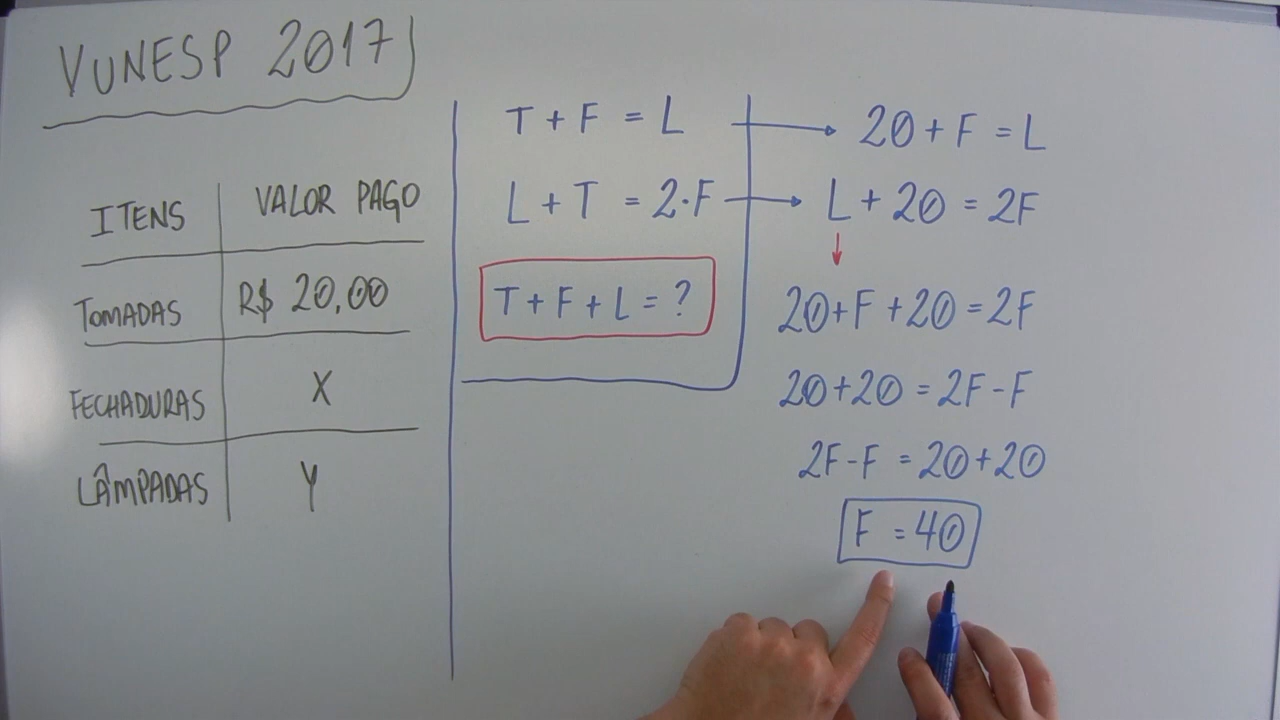 VUNESP 2017
ITENS VALOR PAGO
TOMADAS R$ 20,00
FECHADURAS X
LÂMPADAS Y
T + F = L
L + T = 2·F
T + F + L = ?
20 + F = L
L + 20 = 2F
20 + F + 20 = 2F
20 + 20 = 2F - F
2F - F = 20 + 20
F = 40